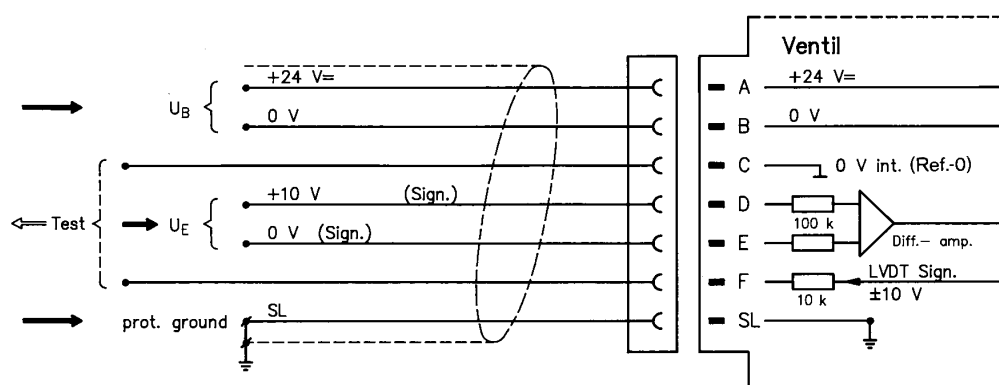 Ventil
+24 V=
A
+24 V=
U_B
0 V
B
0 V
C
0 V int. (Ref.-0)
+10 V
(Sign.)
D
100 k
Test
U_E
0 V (Sign.)
E
Diff.- amp.
F
LVDT Sign.
10 k
±10 V
prot. ground
SL
SL